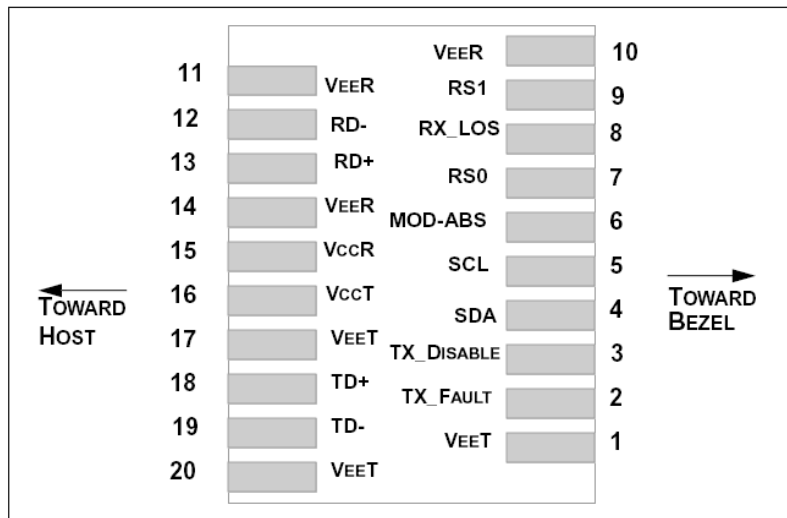 11 VEER
12 RD-
13 RD+
14 VEER
15 VCCR
16 VCCT
17 VEET
18 TD+
19 TD-
20 VEET
VEER 10
RS1 9
RX_LOS 8
RS0 7
MOD-ABS 6
SCL 5
SDA 4
TX_DISABLE 3
TX_FAULT 2
VEET 1
TOWARD
HOST
TOWARD
BEZEL